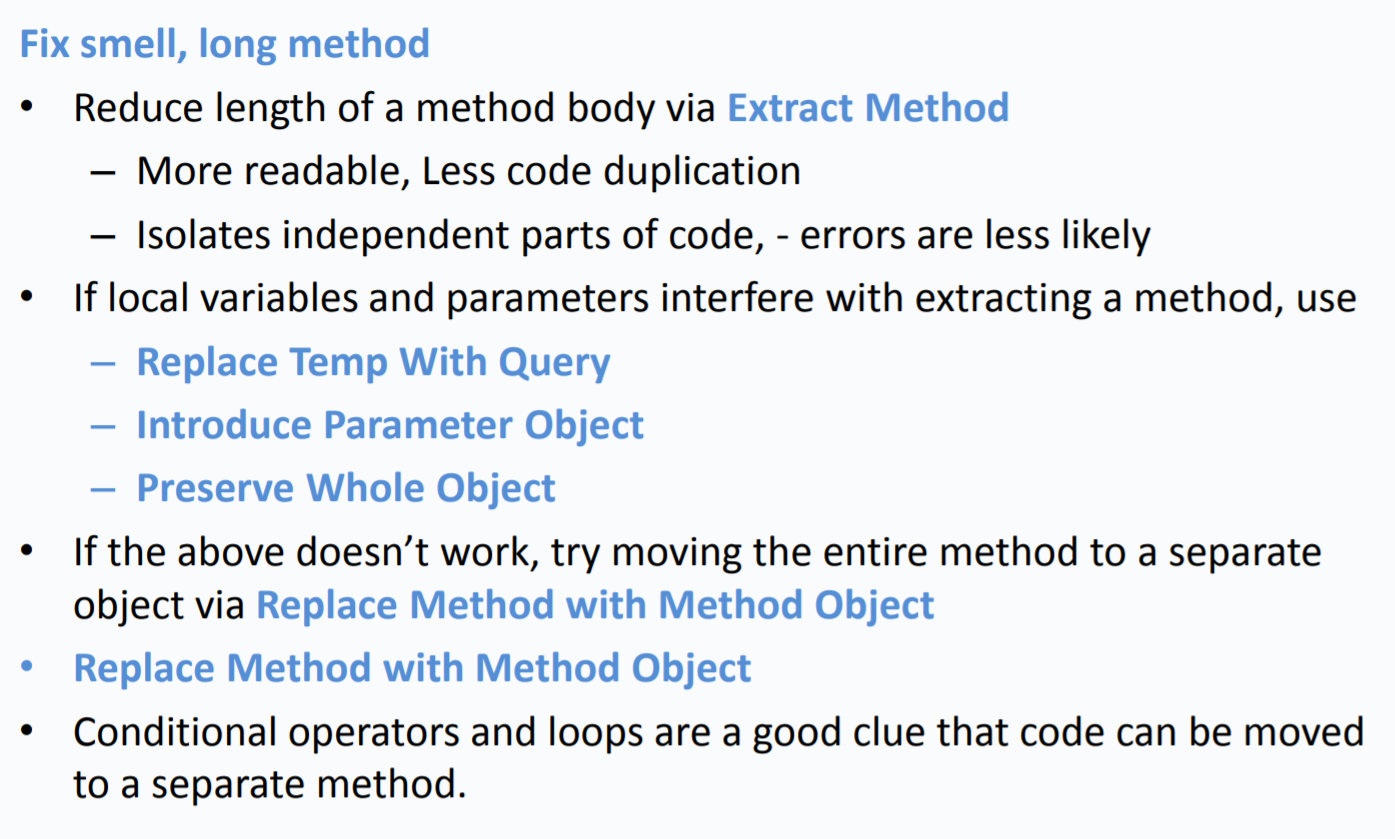 Fix smell, long method
• Reduce length of a method body via Extract Method
– More readable, Less code duplication
– Isolates independent parts of code, - errors are less likely
• If local variables and parameters interfere with extracting a method, use
– Replace Temp With Query
– Introduce Parameter Object
– Preserve Whole Object
• If the above doesn’t work, try moving the entire method to a separate
object via Replace Method with Method Object
• Replace Method with Method Object
• Conditional operators and loops are a good clue that code can be moved
to a separate method.